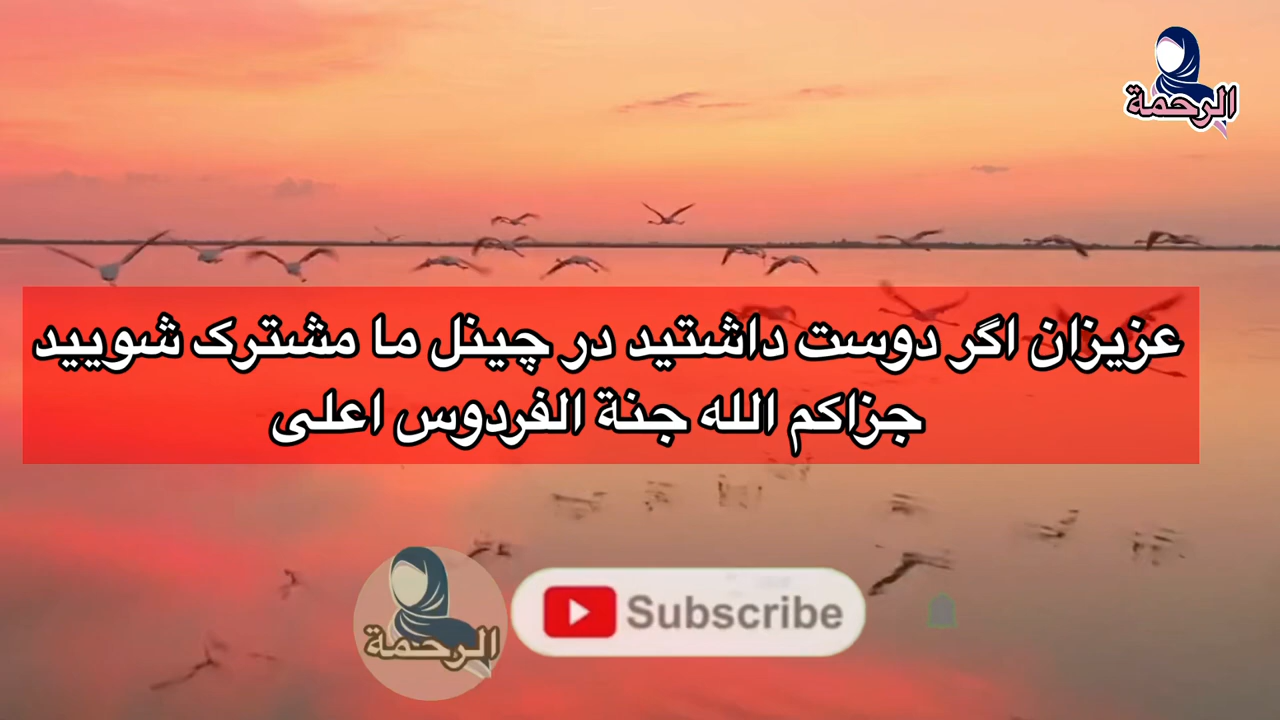 الرحمة
عزیزان اگر دوست داشتید در چینل ما مشترک شویید
جزاکم الله جنة الفردوس اعلی
الرحمة
Subscribe